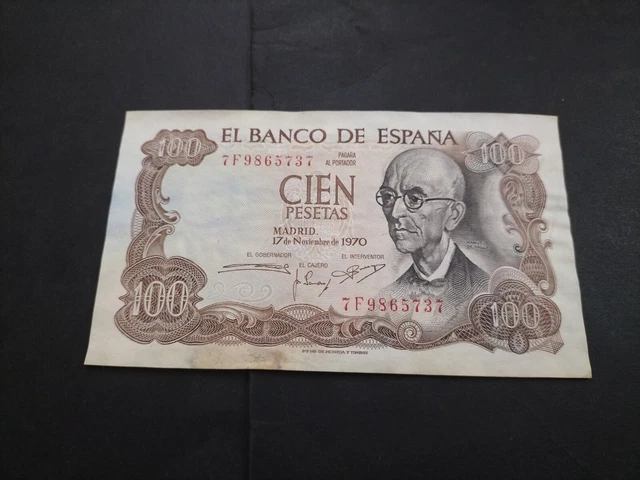 100
EL BANCO DE ESPAÑA
100
7F9865737
PAGARA
AL PORTADOR
CIEN
PESETAS
MADRID.
17 de Noviembre de 1970
EL GOBERNADOR
EL CAJERO
EL INTERVENTOR
7F9865737
100
100